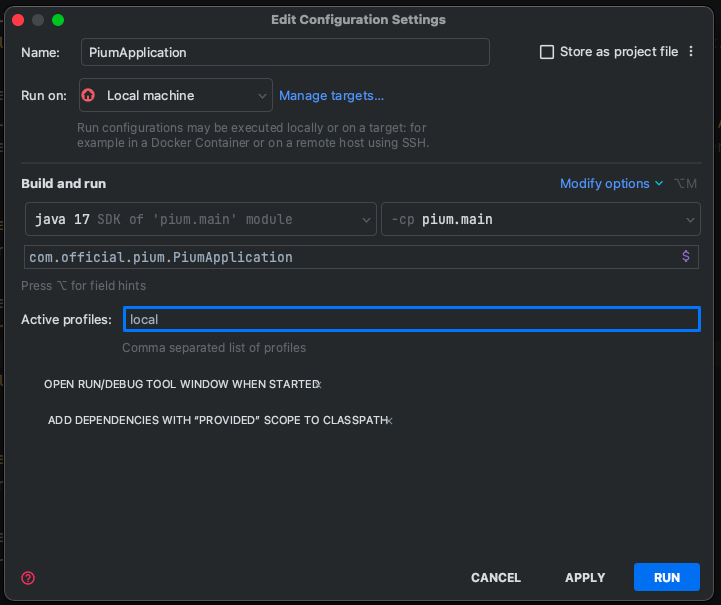 Edit Configuration Settings
Name: PiumApplication Store as project file
Run on: Local machine Manage targets...
Run configurations may be executed locally or on a target: for
example in a Docker Container or on a remote host using SSH.
Build and run Modify options ⌥M
java 17 SDK of 'pium.main' module -cp pium.main
com.official.pium.PiumApplication $
Press ⌥ for field hints
Active profiles: local
Comma separated list of profiles
OPEN RUN/DEBUG TOOL WINDOW WHEN STARTED
ADD DEPENDENCIES WITH “PROVIDED” SCOPE TO CLASSPATH
? CANCEL APPLY RUN